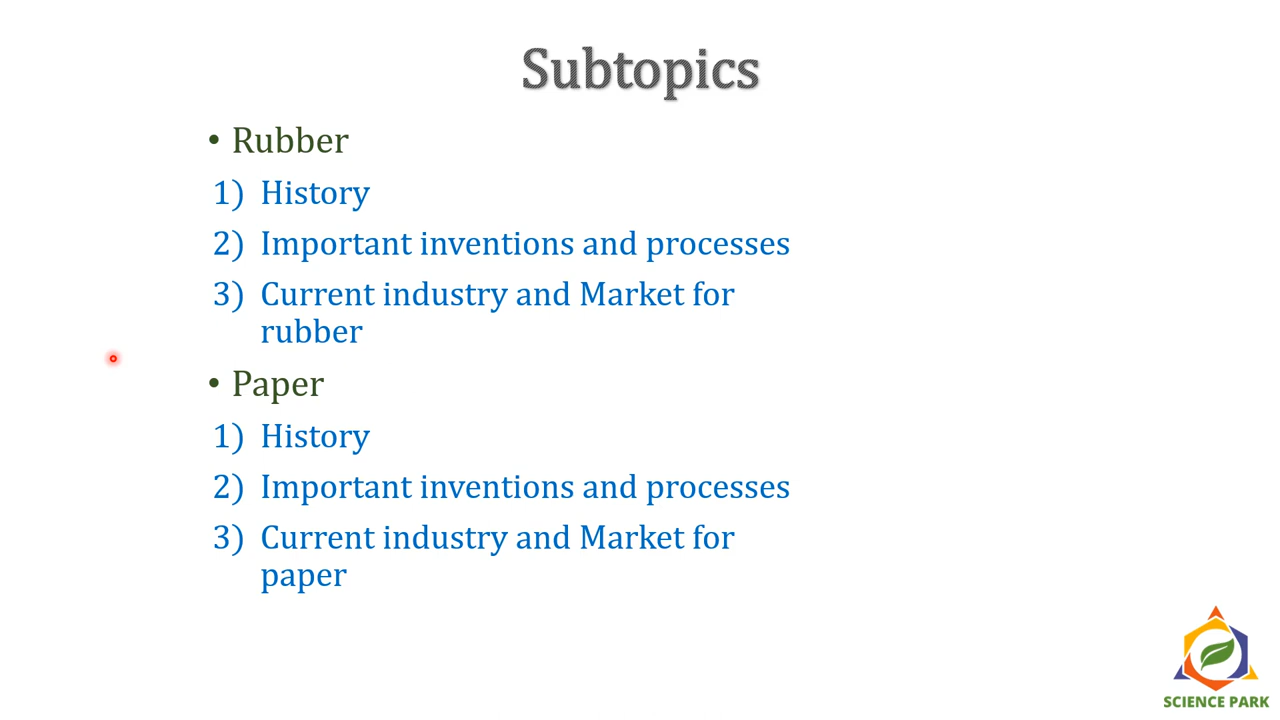 Subtopics
• Rubber
1) History
2) Important inventions and processes
3) Current industry and Market for
rubber
• Paper
1) History
2) Important inventions and processes
3) Current industry and Market for
paper
SCIENCE PARK